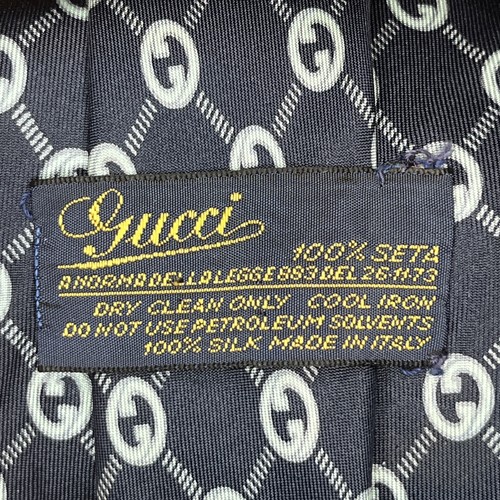 Gucci
100% SETA
A NORMA DELLA LEGGE 883 DEL 26.11.73
DRY CLEAN ONLY COOL IRON
DO NOT USE PETROLEUM SOLVENTS
100% SILK MADE IN ITALY